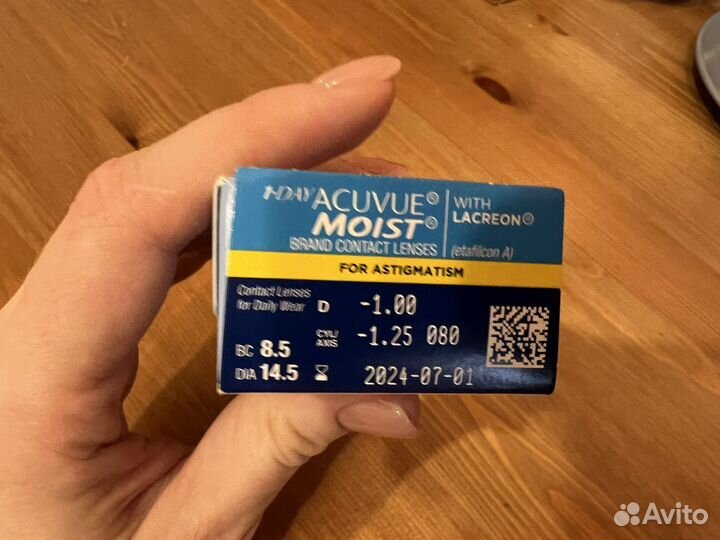 1-DAY ACUVUE®
MOIST®
WITH
LACREON®
BRAND CONTACT LENSES
(etafilcon A)
FOR ASTIGMATISM
Contact Lenses
for Daily Wear
D -1.00
CYL/
AXIS -1.25 080
BC 8.5
DIA 14.5 2024-07-01
Avito